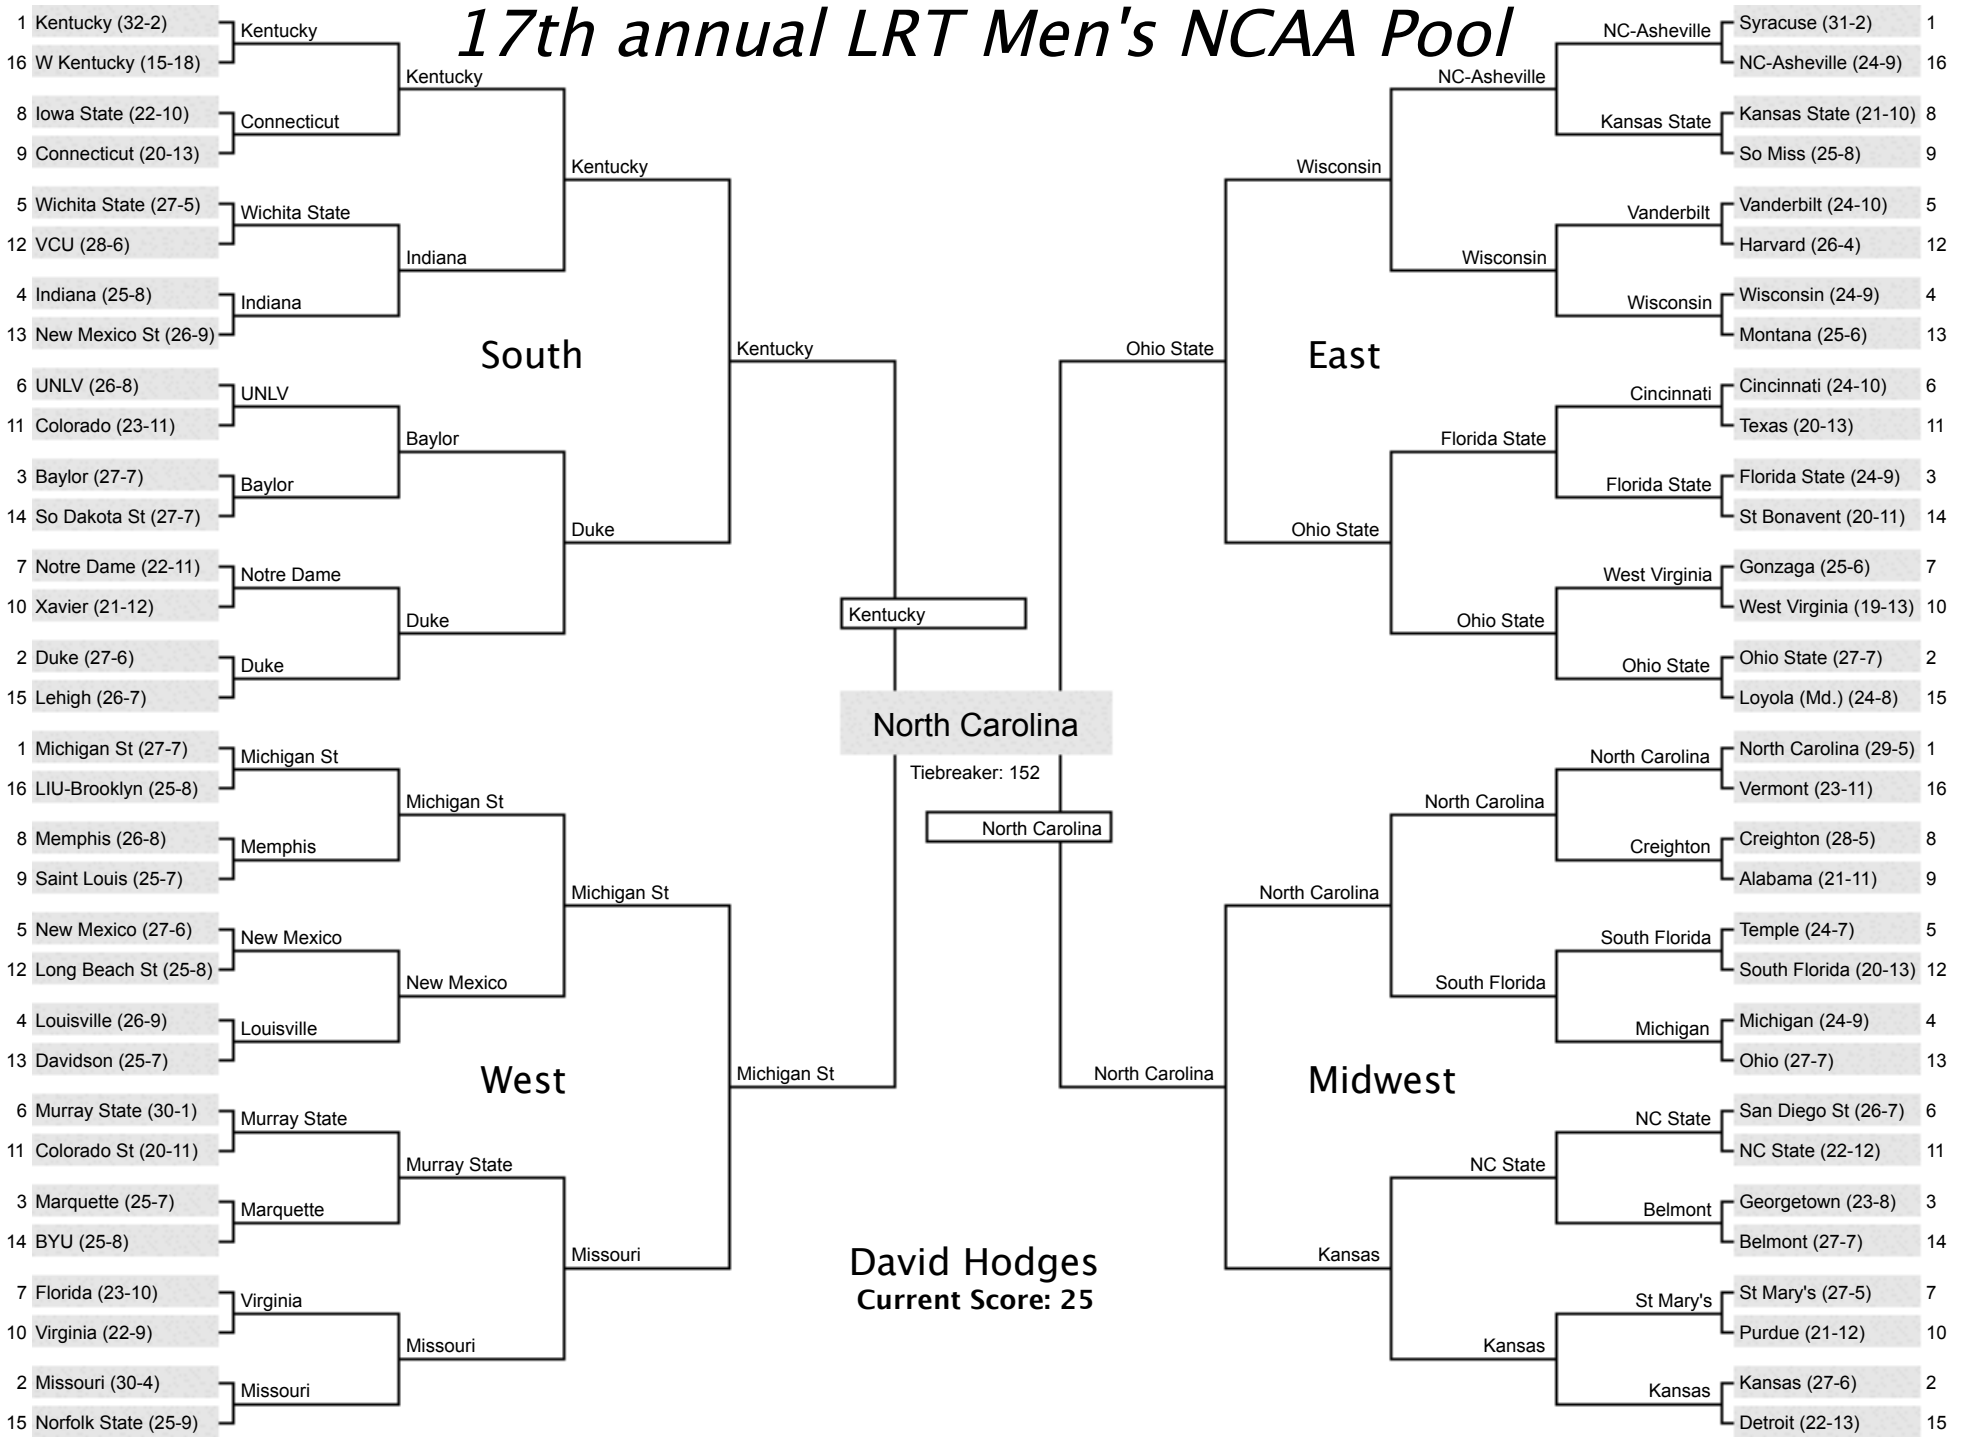 17th annual LRT Men's NCAA Pool
1 Kentucky (32-2)
16 W Kentucky (15-18)
8 Iowa State (22-10)
9 Connecticut (20-13)
5 Wichita State (27-5)
12 VCU (28-6)
4 Indiana (25-8)
13 New Mexico St (26-9)
6 UNLV (26-8)
11 Colorado (23-11)
3 Baylor (27-7)
14 So Dakota St (27-7)
7 Notre Dame (22-11)
10 Xavier (21-12)
2 Duke (27-6)
15 Lehigh (26-7)
Kentucky
Connecticut
Wichita State
Indiana
UNLV
Baylor
Notre Dame
Duke
Kentucky
Indiana
Baylor
Duke
Kentucky
Duke
Kentucky
South
1 Michigan St (27-7)
16 LIU-Brooklyn (25-8)
8 Memphis (26-8)
9 Saint Louis (25-7)
5 New Mexico (27-6)
12 Long Beach St (25-8)
4 Louisville (26-9)
13 Davidson (25-7)
6 Murray State (30-1)
11 Colorado St (20-11)
3 Marquette (25-7)
14 BYU (25-8)
7 Florida (23-10)
10 Virginia (22-9)
2 Missouri (30-4)
15 Norfolk State (25-9)
Michigan St
Memphis
New Mexico
Louisville
Murray State
Marquette
Virginia
Missouri
Michigan St
New Mexico
Murray State
Missouri
Michigan St
Missouri
Michigan St
West
Kentucky
North Carolina
Tiebreaker: 152
North Carolina
David Hodges
Current Score: 25
Syracuse (31-2) 1
NC-Asheville (24-9) 16
Kansas State (21-10) 8
So Miss (25-8) 9
Vanderbilt (24-10) 5
Harvard (26-4) 12
Wisconsin (24-9) 4
Montana (25-6) 13
Cincinnati (24-10) 6
Texas (20-13) 11
Florida State (24-9) 3
St Bonavent (20-11) 14
Gonzaga (25-6) 7
West Virginia (19-13) 10
Ohio State (27-7) 2
Loyola (Md.) (24-8) 15
NC-Asheville
Kansas State
Vanderbilt
Wisconsin
Cincinnati
Florida State
West Virginia
Ohio State
NC-Asheville
Wisconsin
Florida State
Ohio State
Wisconsin
Ohio State
Ohio State
East
North Carolina (29-5) 1
Vermont (23-11) 16
Creighton (28-5) 8
Alabama (21-11) 9
Temple (24-7) 5
South Florida (20-13) 12
Michigan (24-9) 4
Ohio (27-7) 13
San Diego St (26-7) 6
NC State (22-12) 11
Georgetown (23-8) 3
Belmont (27-7) 14
St Mary's (27-5) 7
Purdue (21-12) 10
Kansas (27-6) 2
Detroit (22-13) 15
North Carolina
Creighton
South Florida
Michigan
NC State
Belmont
St Mary's
Kansas
North Carolina
South Florida
NC State
Kansas
North Carolina
Kansas
North Carolina
Midwest